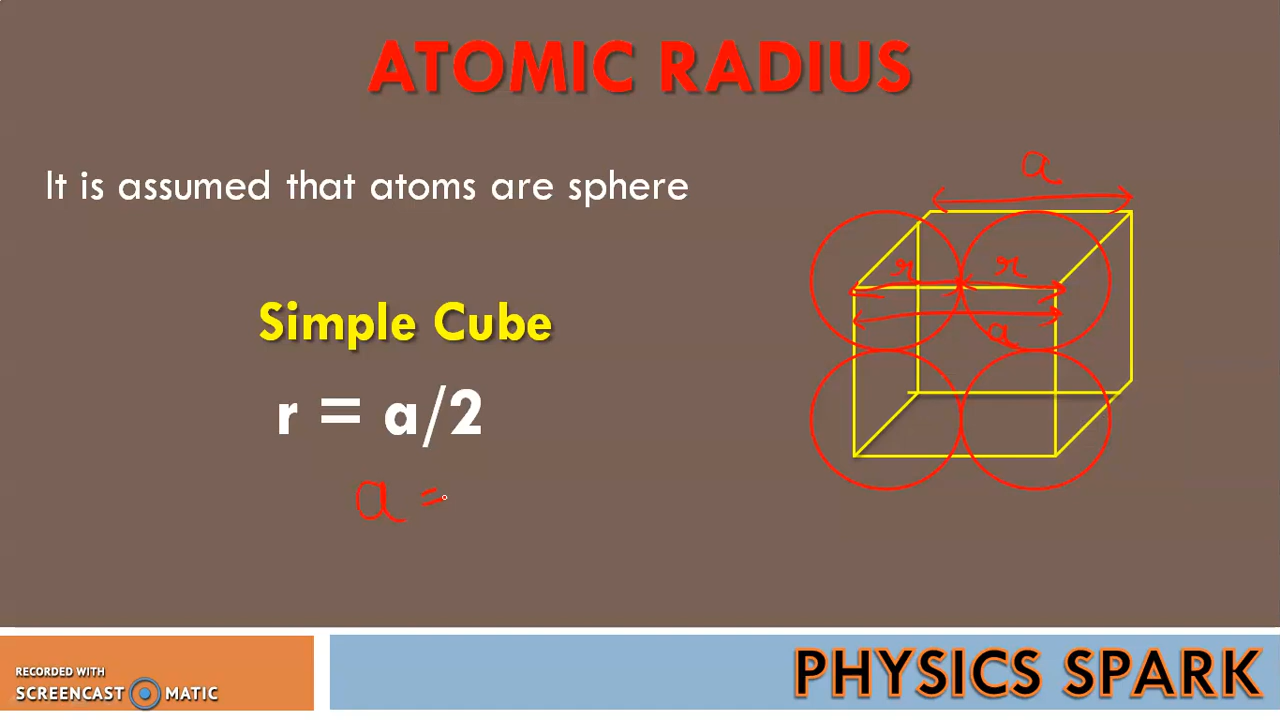 ATOMIC RADIUS
It is assumed that atoms are sphere
a
r r
a
Simple Cube
r = a/2
a =
RECORDED WITH
SCREENCAST MATIC
PHYSICS SPARK